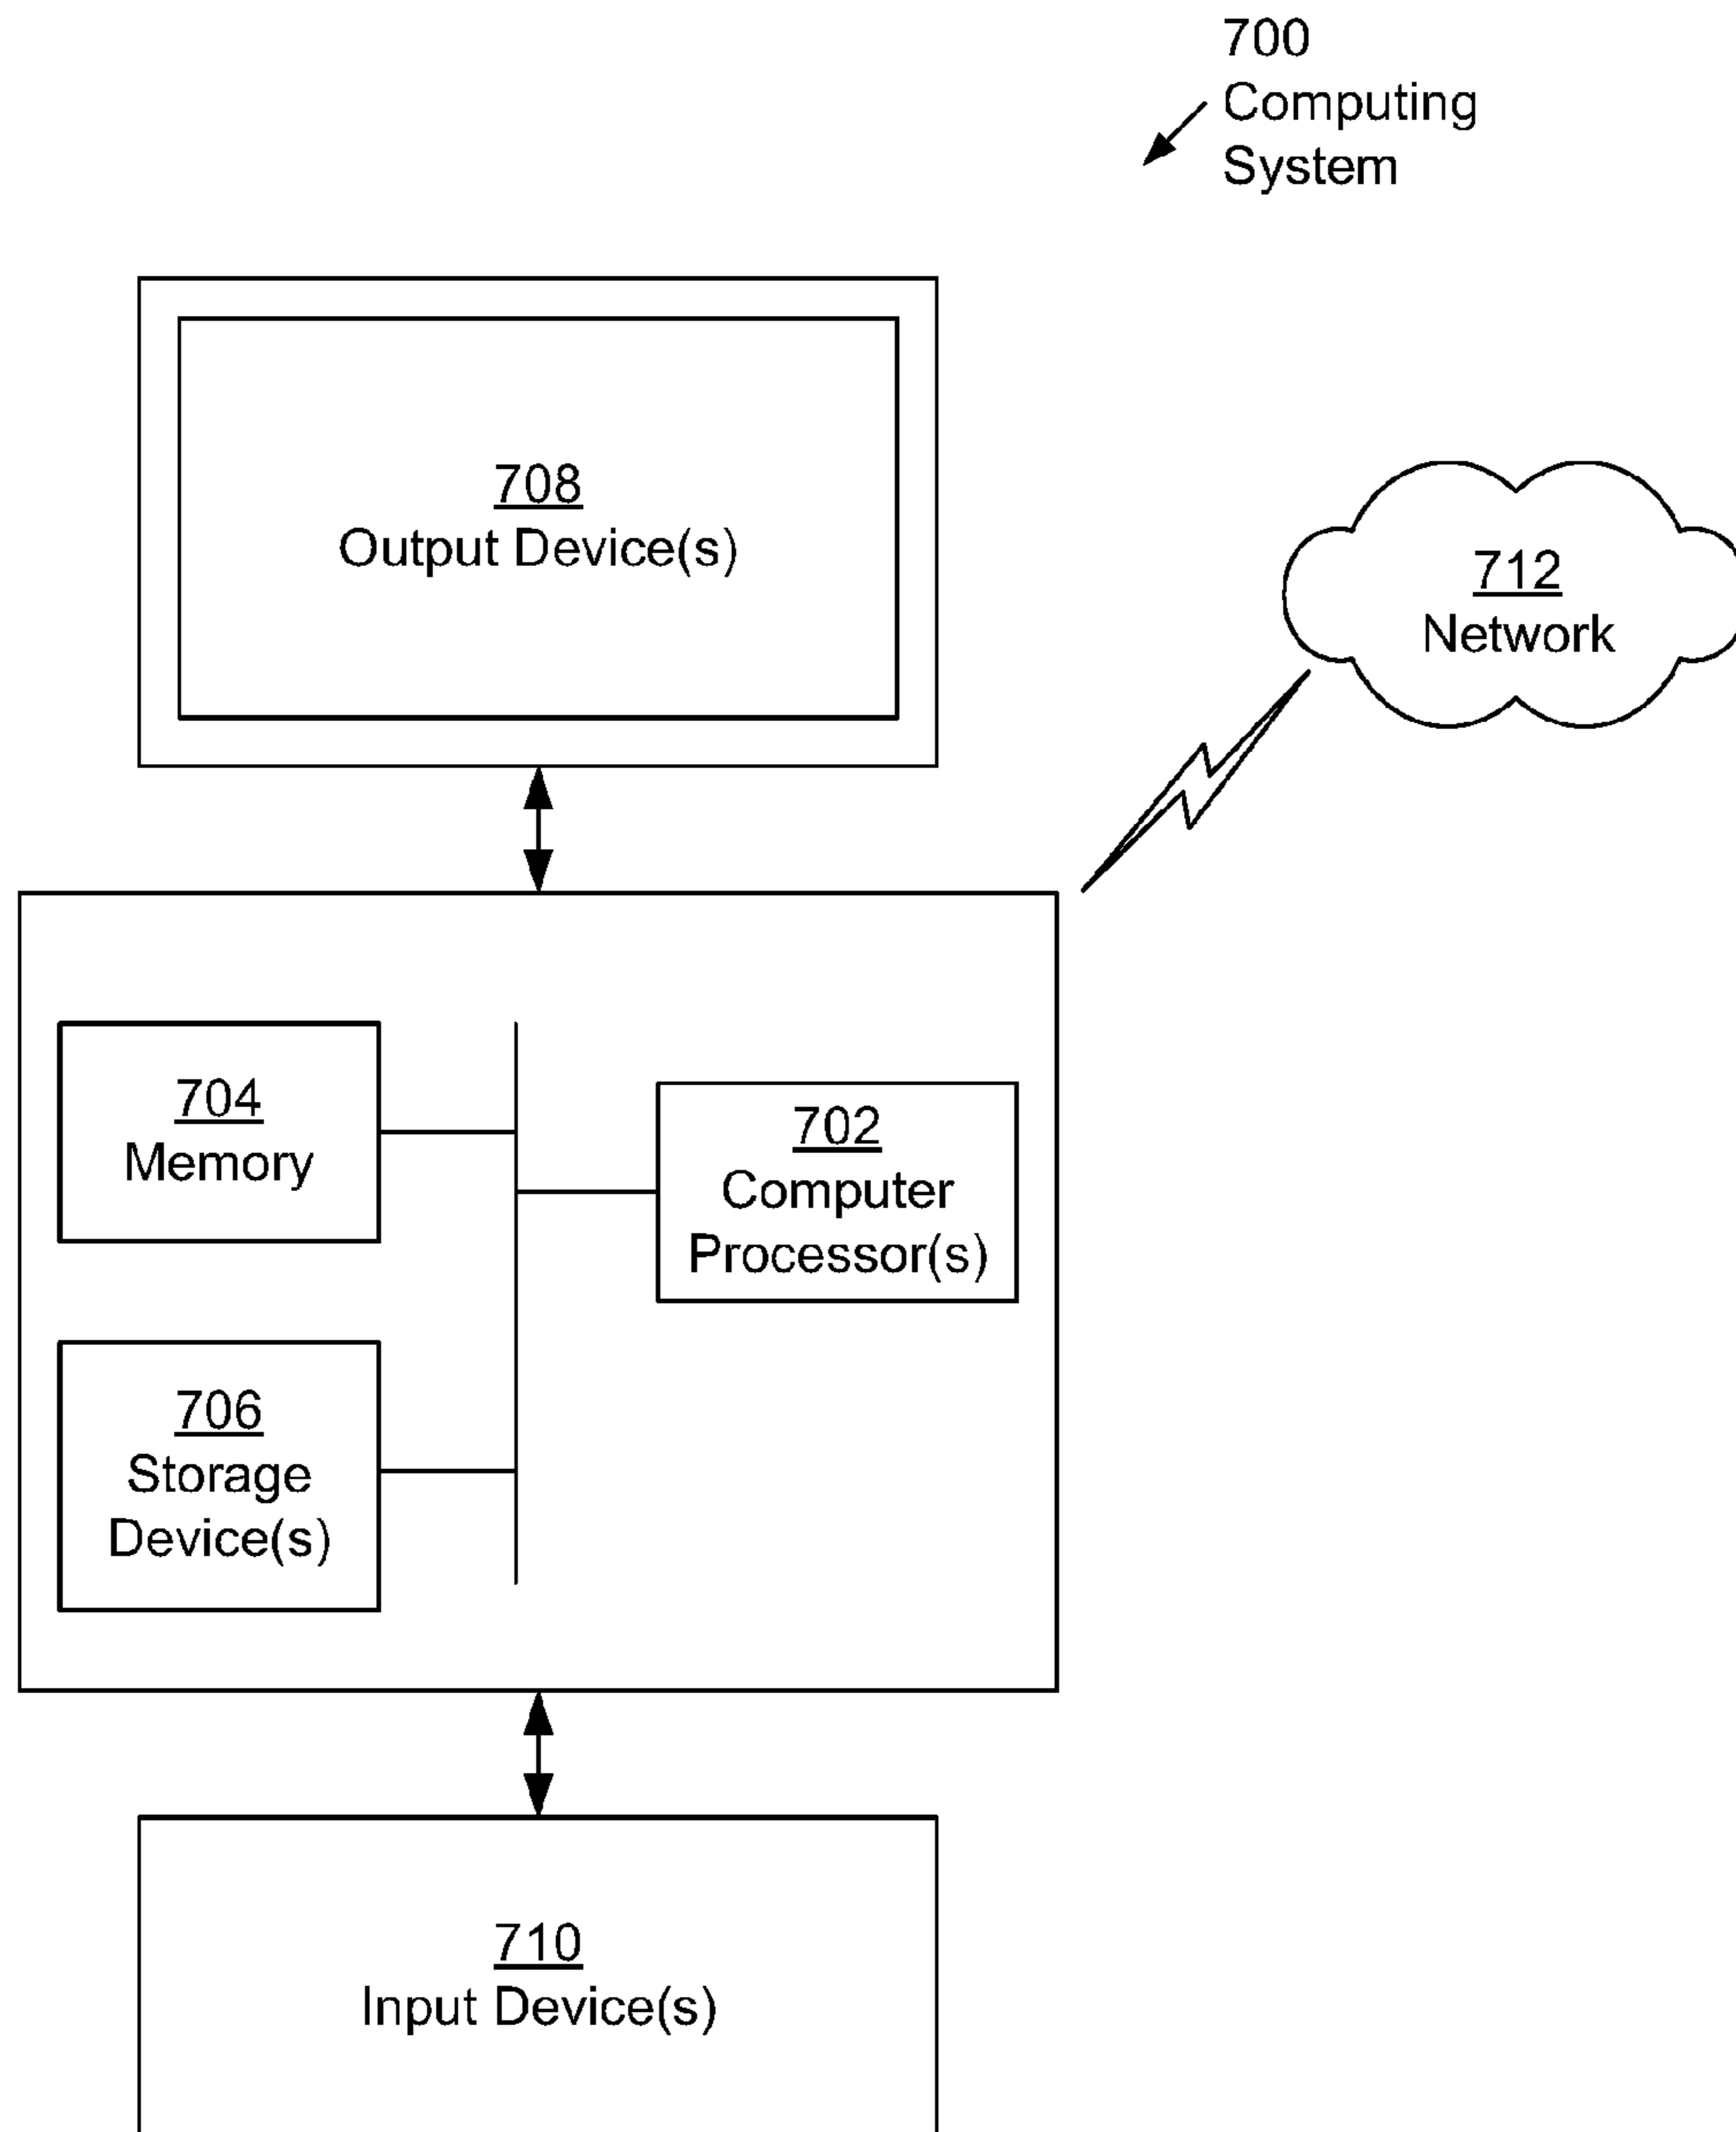 700
Computing
System
708
Output Device(s)
712
Network
704
Memory
702
Computer
Processor(s)
706
Storage
Device(s)
710
Input Device(s)